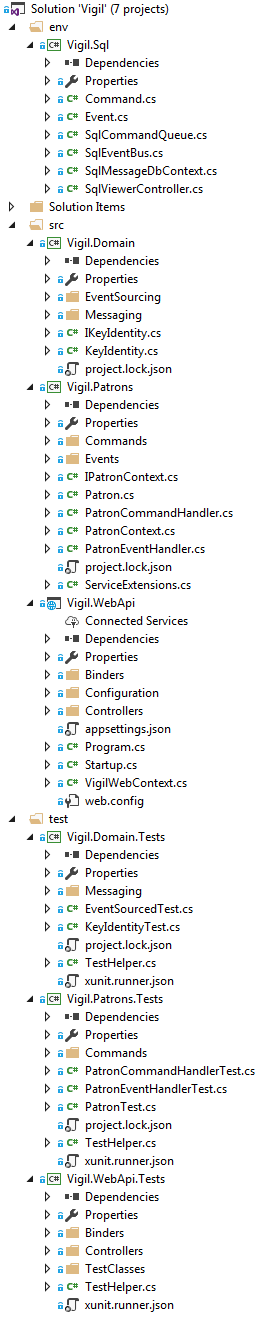 Solution 'Vigil' (7 projects)
env
C# Vigil.Sql
Dependencies
Properties
C# Command.cs
C# Event.cs
C# SqlCommandQueue.cs
C# SqlEventBus.cs
C# SqlMessageDbContext.cs
C# SqlViewerController.cs
Solution Items
src
C# Vigil.Domain
Dependencies
Properties
EventSourcing
Messaging
C# IKeyIdentity.cs
C# KeyIdentity.cs
project.lock.json
C# Vigil.Patrons
Dependencies
Properties
Commands
Events
C# IPatronContext.cs
C# Patron.cs
C# PatronCommandHandler.cs
C# PatronContext.cs
C# PatronEventHandler.cs
project.lock.json
C# ServiceExtensions.cs
Vigil.WebApi
Connected Services
Dependencies
Properties
Binders
Configuration
Controllers
appsettings.json
C# Program.cs
C# Startup.cs
C# VigilWebContext.cs
web.config
test
C# Vigil.Domain.Tests
Dependencies
Properties
Messaging
C# EventSourcedTest.cs
C# KeyIdentityTest.cs
project.lock.json
C# TestHelper.cs
xunit.runner.json
C# Vigil.Patrons.Tests
Dependencies
Properties
Commands
C# PatronCommandHandlerTest.cs
C# PatronEventHandlerTest.cs
C# PatronTest.cs
project.lock.json
C# TestHelper.cs
xunit.runner.json
C# Vigil.WebApi.Tests
Dependencies
Properties
Binders
Controllers
TestClasses
C# TestHelper.cs
xunit.runner.json